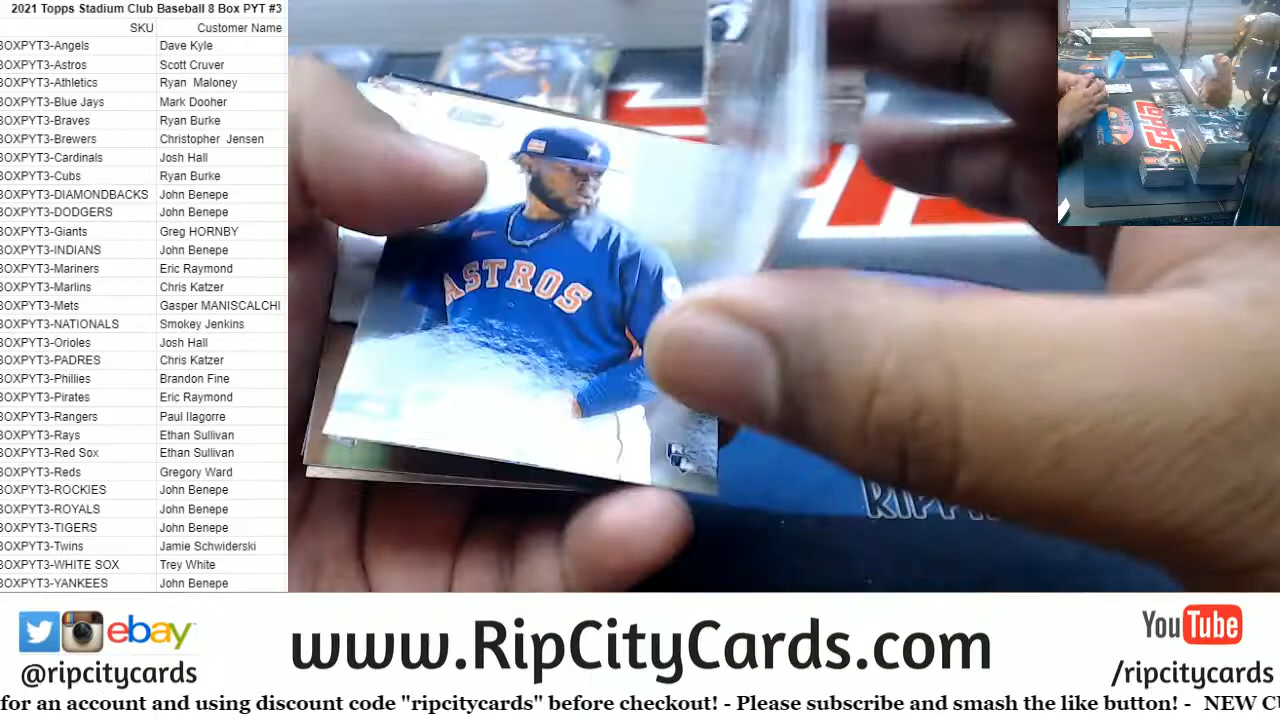 2021 Topps Stadium Club Baseball 8 Box PYT #3
SKU Customer Name
BOXPYT3-Angels Dave Kyle
BOXPYT3-Astros Scott Cruver
BOXPYT3-Athletics Ryan Maloney
BOXPYT3-Blue Jays Mark Dooher
BOXPYT3-Braves Ryan Burke
BOXPYT3-Brewers Christopher Jensen
BOXPYT3-Cardinals Josh Hall
BOXPYT3-Cubs Ryan Burke
BOXPYT3-DIAMONDBACKS John Benepe
BOXPYT3-DODGERS John Benepe
BOXPYT3-Giants Greg HORNBY
BOXPYT3-INDIANS John Benepe
BOXPYT3-Mariners Eric Raymond
BOXPYT3-Marlins Chris Katzer
BOXPYT3-Mets Gasper MANISCALCHI
BOXPYT3-NATIONALS Smokey Jenkins
BOXPYT3-Orioles Josh Hall
BOXPYT3-PADRES Chris Katzer
BOXPYT3-Phillies Brandon Fine
BOXPYT3-Pirates Eric Raymond
BOXPYT3-Rangers Paul Ilagorre
BOXPYT3-Rays Ethan Sullivan
BOXPYT3-Red Sox Ethan Sullivan
BOXPYT3-Reds Gregory Ward
BOXPYT3-ROCKIES John Benepe
BOXPYT3-ROYALS John Benepe
BOXPYT3-TIGERS John Benepe
BOXPYT3-Twins Jamie Schwiderski
BOXPYT3-WHITE SOX Trey White
BOXPYT3-YANKEES John Benepe
ASTROS
TOPPS
ebay
@ripcitycards
www.RipCityCards.com
YouTube
/ripcitycards
for an account and using discount code "ripcitycards" before checkout! - Please subscribe and smash the like button! - NEW CU